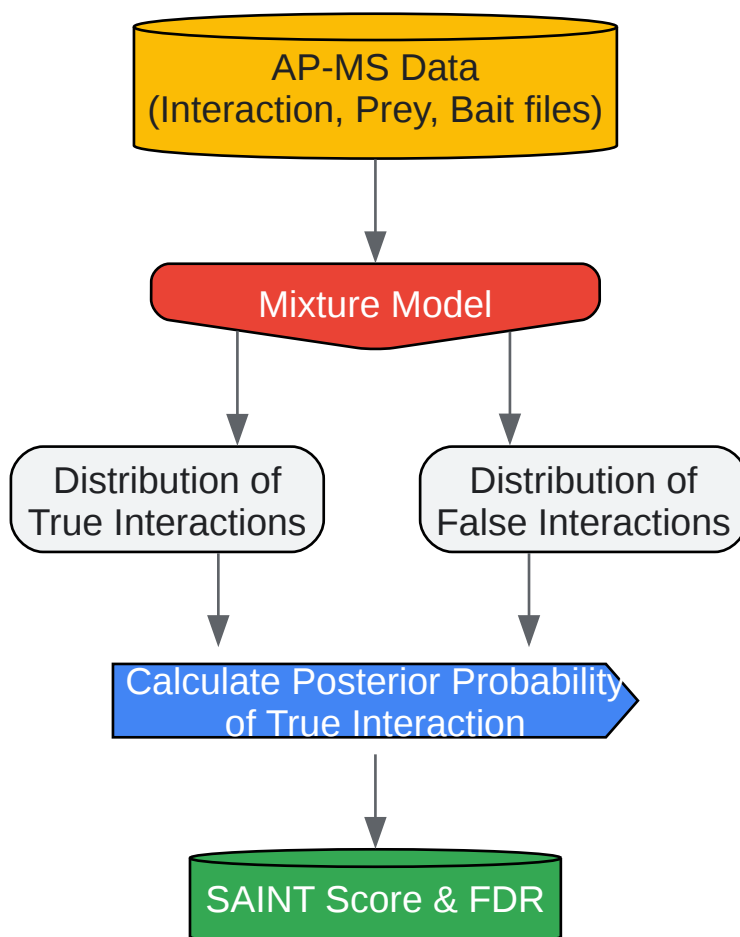 AP-MS Data
(Interaction, Prey, Bait files)
Mixture Model
Distribution of
True Interactions
Distribution of
False Interactions
Calculate Posterior Probability
of True Interaction
SAINT Score & FDR